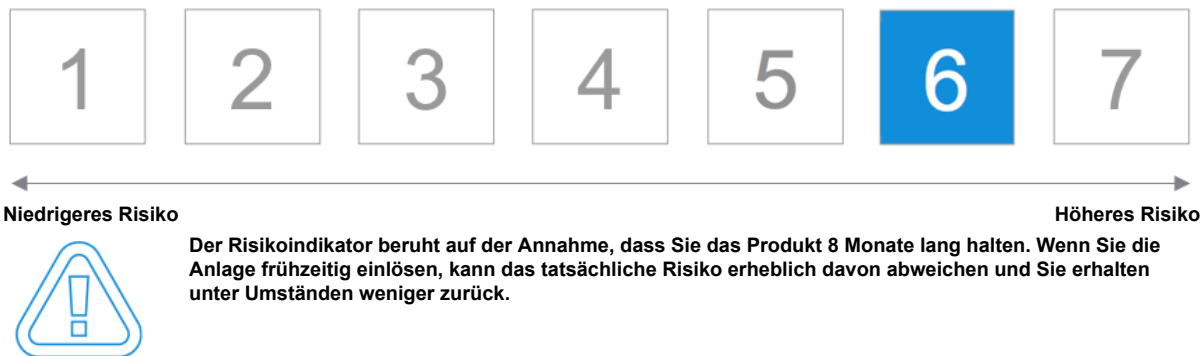 1 2 3 4 5 6 7
Niedrigeres Risiko Höheres Risiko
Der Risikoindikator beruht auf der Annahme, dass Sie das Produkt 8 Monate lang halten. Wenn Sie die
Anlage frühzeitig einlösen, kann das tatsächliche Risiko erheblich davon abweichen und Sie erhalten
unter Umständen weniger zurück.